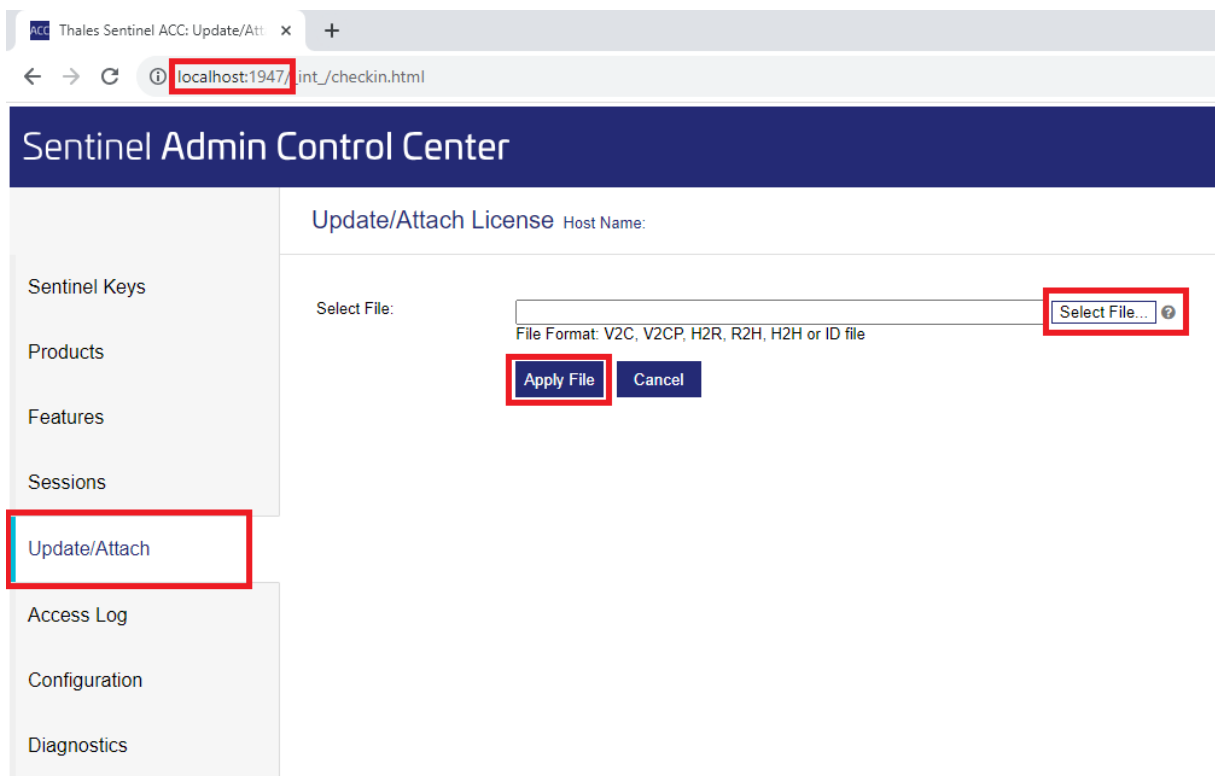 ACC Thales Sentinel ACC: Update/Att
localhost:1947/_int_/checkin.html
Sentinel Admin Control Center
Update/Attach License Host Name:
Sentinel Keys
Select File:
Select File...
File Format: V2C, V2CP, H2R, R2H, H2H or ID file
Products
Apply File Cancel
Features
Sessions
Update/Attach
Access Log
Configuration
Diagnostics